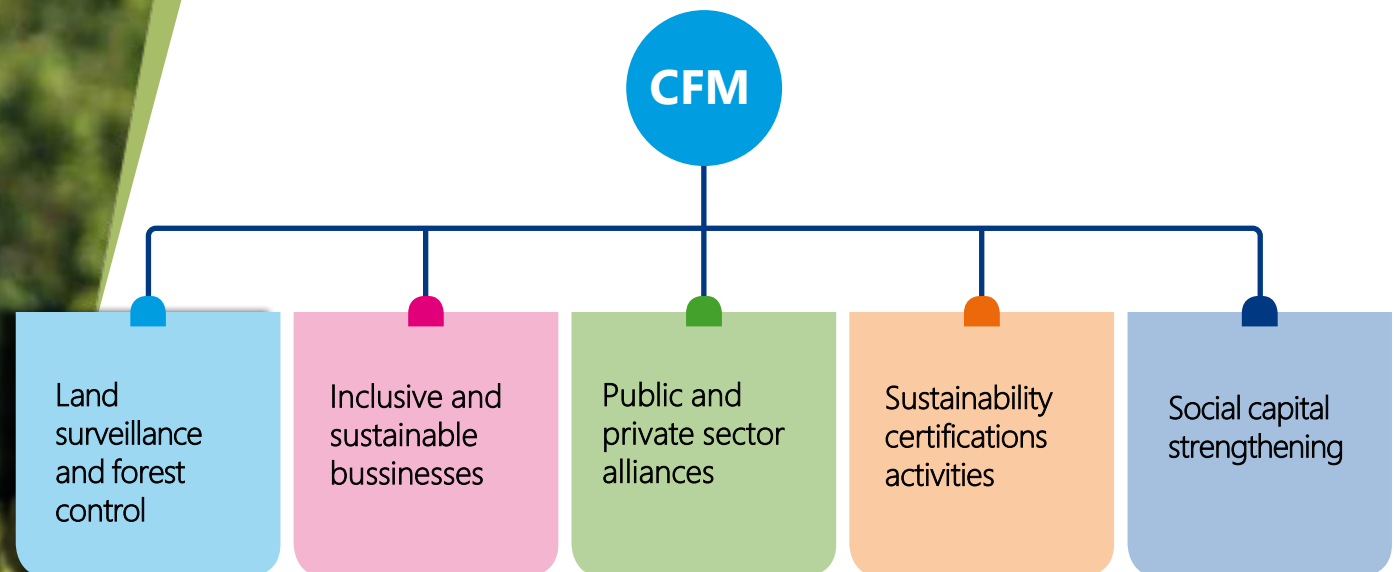 CFM
Land
surveillance
and forest
control
Inclusive and
sustainable
bussinesses
Public and
private sector
alliances
Sustainability
certifications
activities
Social capital
strengthening